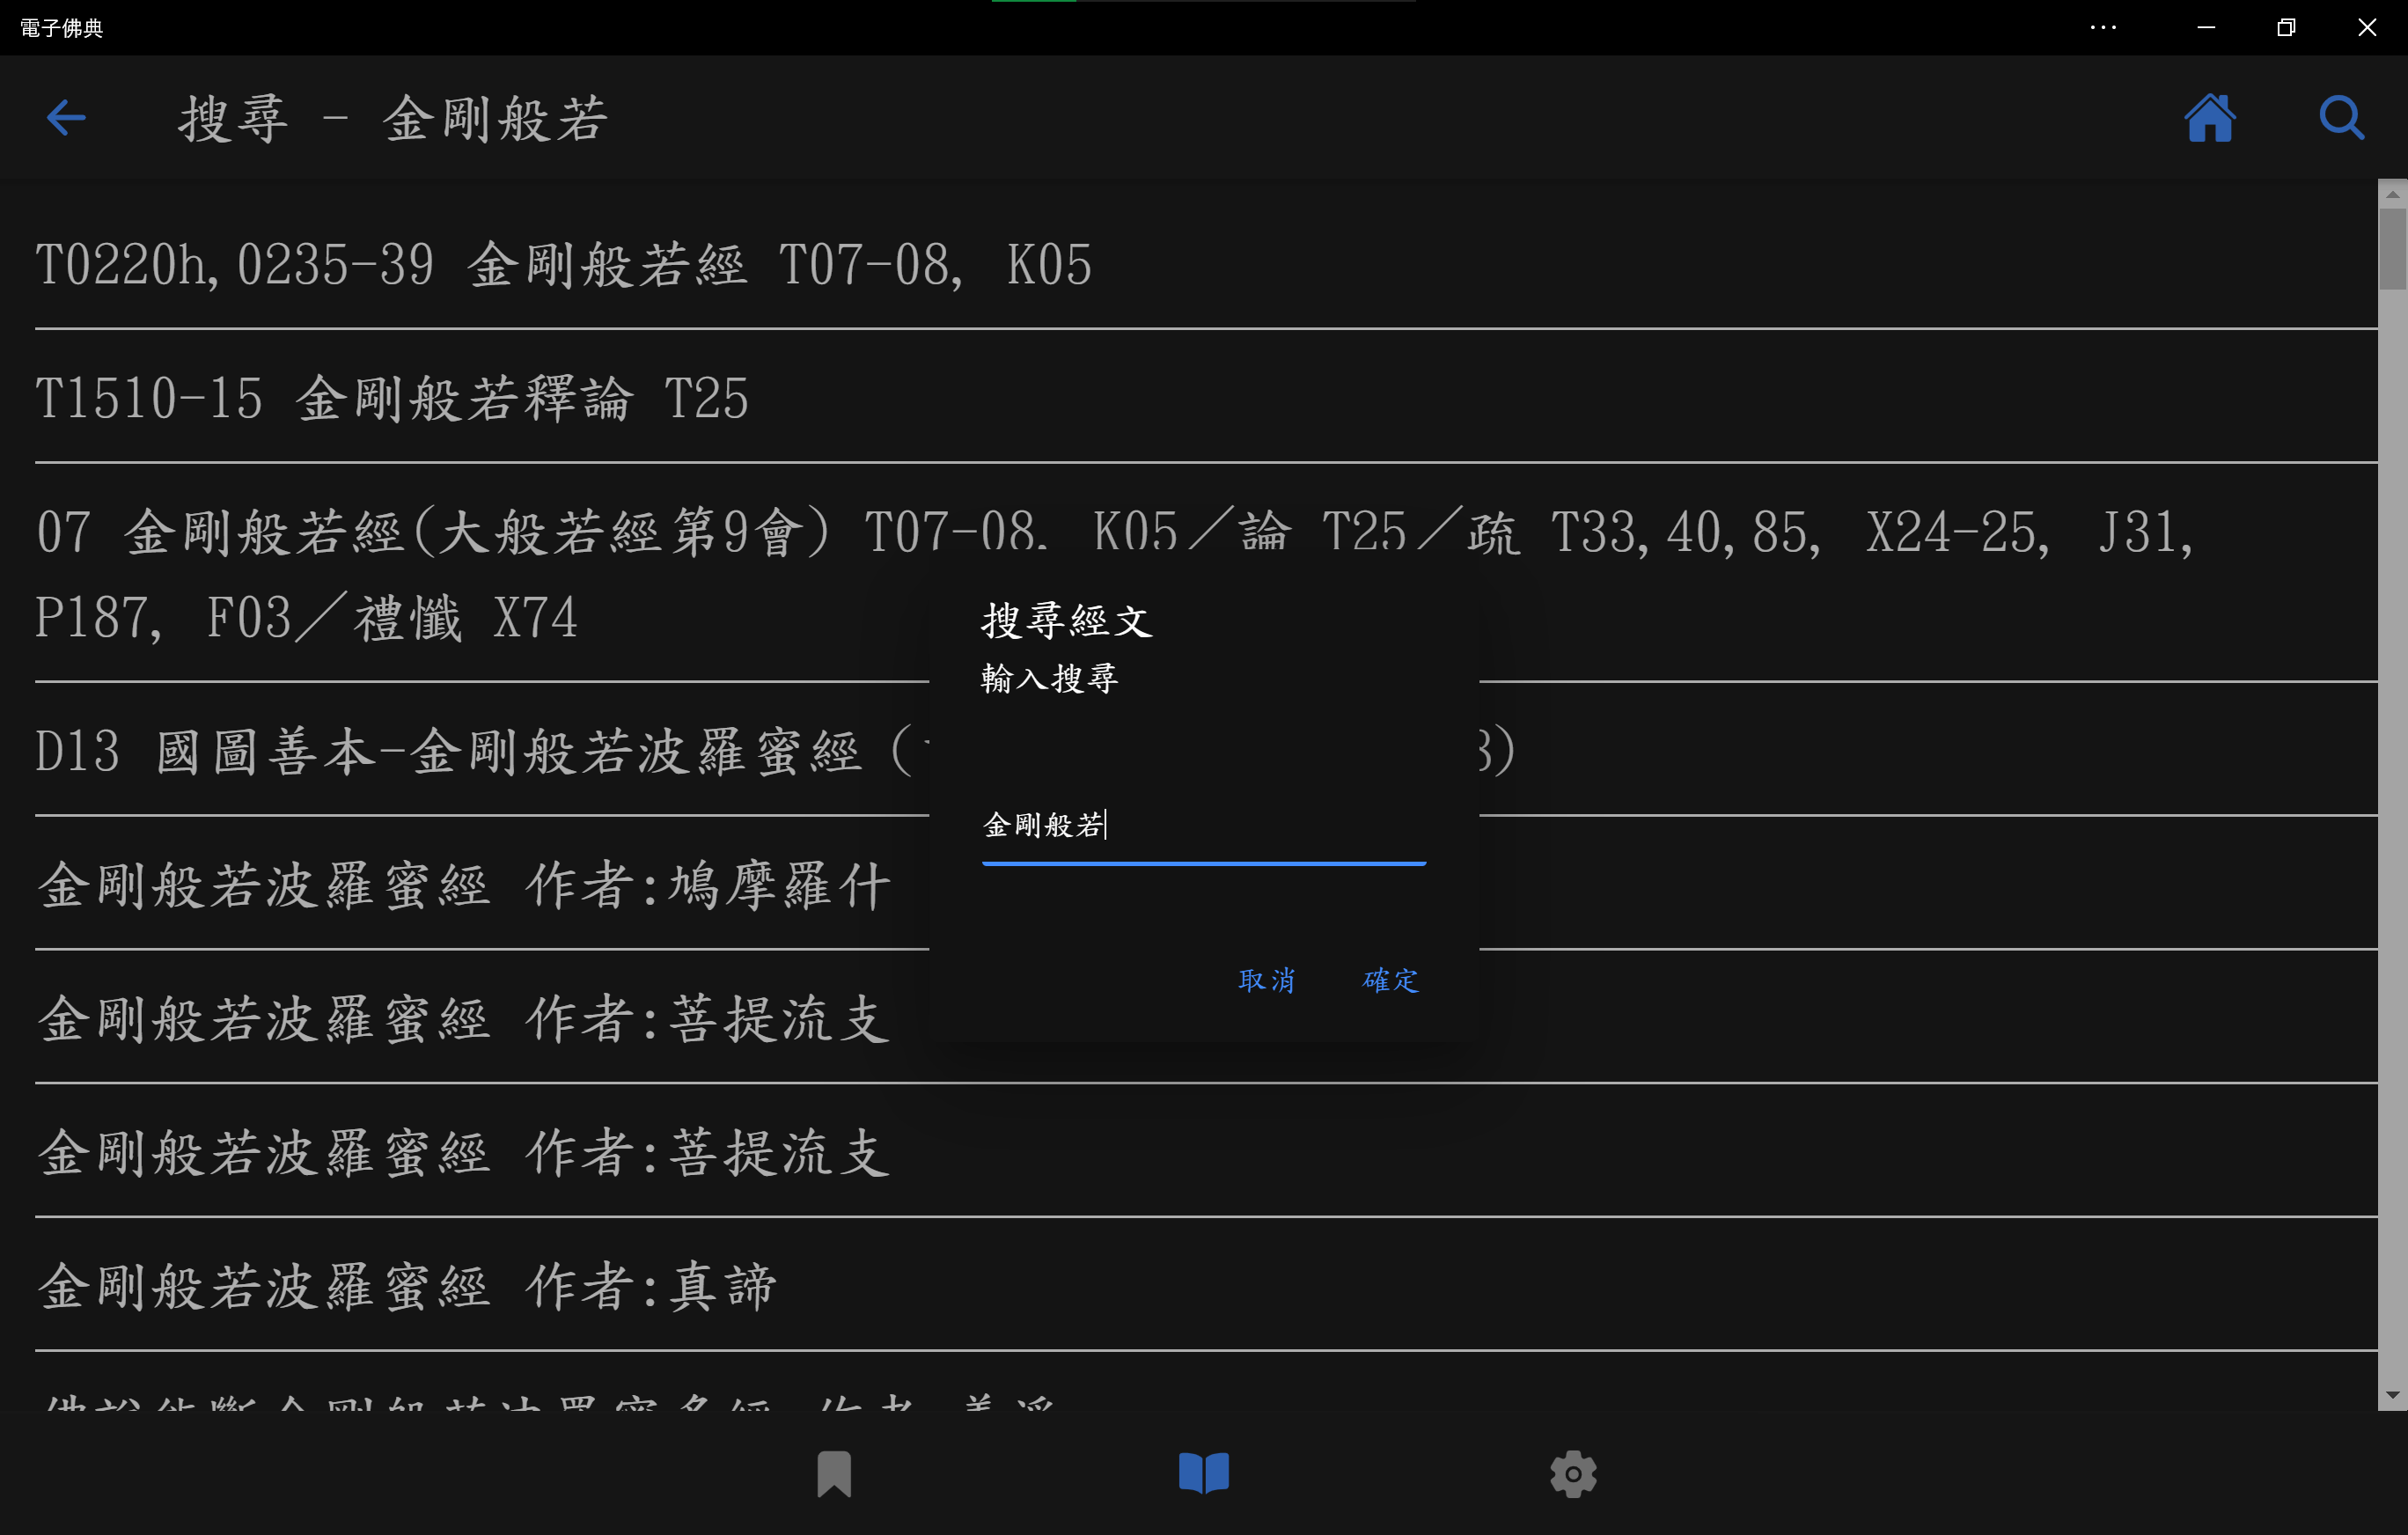 電子佛典
搜尋 - 金剛般若
T0220h,0235-39 金剛般若經 T07-08, K05
T1510-15 金剛般若釋論 T25
07 金剛般若經(大般若經第9會) T07-08, K05／論 T25／疏 T33,40,85, X24-25, J31,
P187, F03／禮懺 X74
D13 國圖善本-金剛般若波羅蜜經 (
3)
金剛般若波羅蜜經 作者:鳩摩羅什
金剛般若波羅蜜經 作者:菩提流支
金剛般若波羅蜜經 作者:菩提流支
金剛般若波羅蜜經 作者:真諦
搜尋經文
輸入搜尋
金剛般若
取消 確定